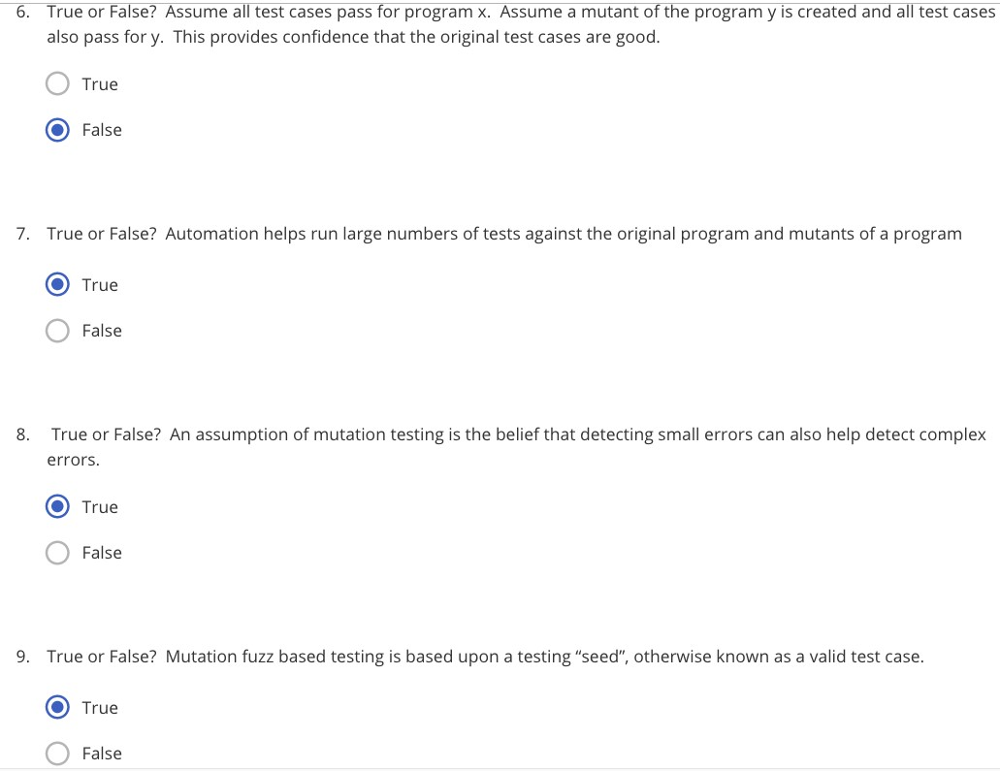 6. True or False? Assume all test cases pass for program x. Assume a mutant of the program y is created and all test cases
also pass for y. This provides confidence that the original test cases are good.
True
False
7. True or False? Automation helps run large numbers of tests against the original program and mutants of a program
True
False
8. True or False? An assumption of mutation testing is the belief that detecting small errors can also help detect complex
errors.
True
False
9. True or False? Mutation fuzz based testing is based upon a testing “seed”, otherwise known as a valid test case.
True
False